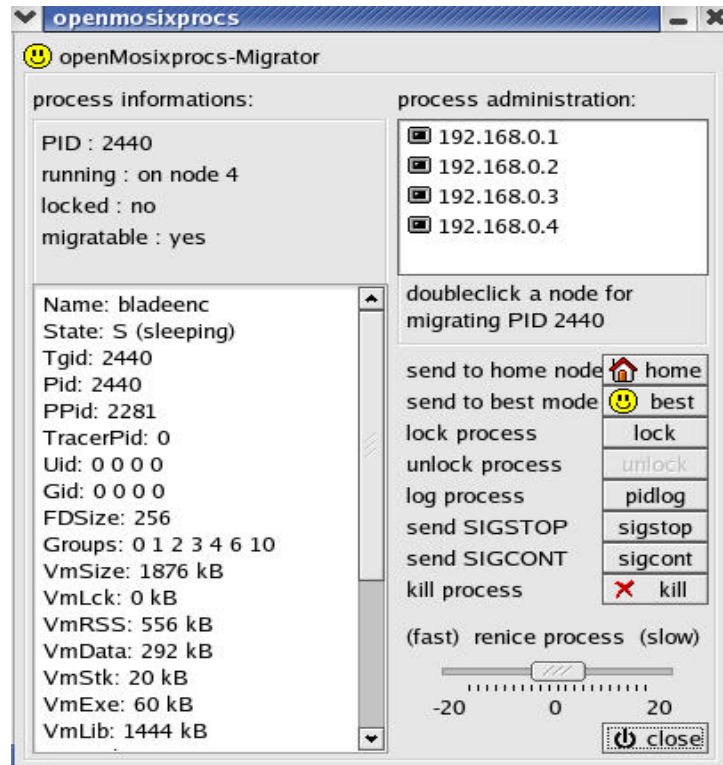 openmosixprocs
openMosixprocs-Migrator
process informations:
PID : 2440
running : on node 4
locked : no
migratable : yes
Name: bladeenc
State: S (sleeping)
Tgid: 2440
Pid: 2440
PPid: 2281
TracerPid: 0
Uid: 0 0 0 0
Gid: 0 0 0 0
FDSize: 256
Groups: 0 1 2 3 4 6 10
VmSize: 1876 kB
VmLck: 0 kB
VmRSS: 556 kB
VmData: 292 kB
VmStk: 20 kB
VmExe: 60 kB
VmLib: 1444 kB
process administration:
192.168.0.1
192.168.0.2
192.168.0.3
192.168.0.4
doubleclick a node for
migrating PID 2440
send to home node home
send to best mode best
lock process lock
unlock process unlock
log process pidlog
send SIGSTOP sigstop
send SIGCONT sigcont
kill process kill
(fast) renice process (slow)
-20 0 20
close